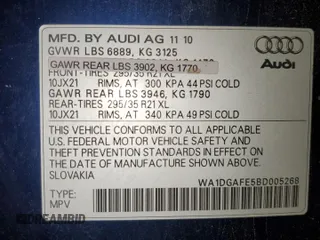 MFD. BY AUDI AG 11 10
GVWR LBS 6889, KG 3125
GAWR REAR LBS 3902, KG 1770
FRONT-TIRES 295/35 R21 XL
10JX21 RIMS, AT 300 KPA 44 PSI COLD
GAWR REAR LBS 3946, KG 1790
REAR-TIRES 295/35 R21XL
10JX21 RIMS, AT 340 KPA 49 PSI COLD
Audi
THIS VEHICLE CONFORMS TO ALL APPLICABLE
U.S. FEDERAL MOTOR VEHICLE SAFETY AND
THEFT PREVENTION STANDARDS IN EFFECT ON
THE DATE OF MANUFACTURE SHOWN ABOVE.
SLOVAKIA
WA1DGAFE5BD005268
TYPE:
MPV
DREAMBID